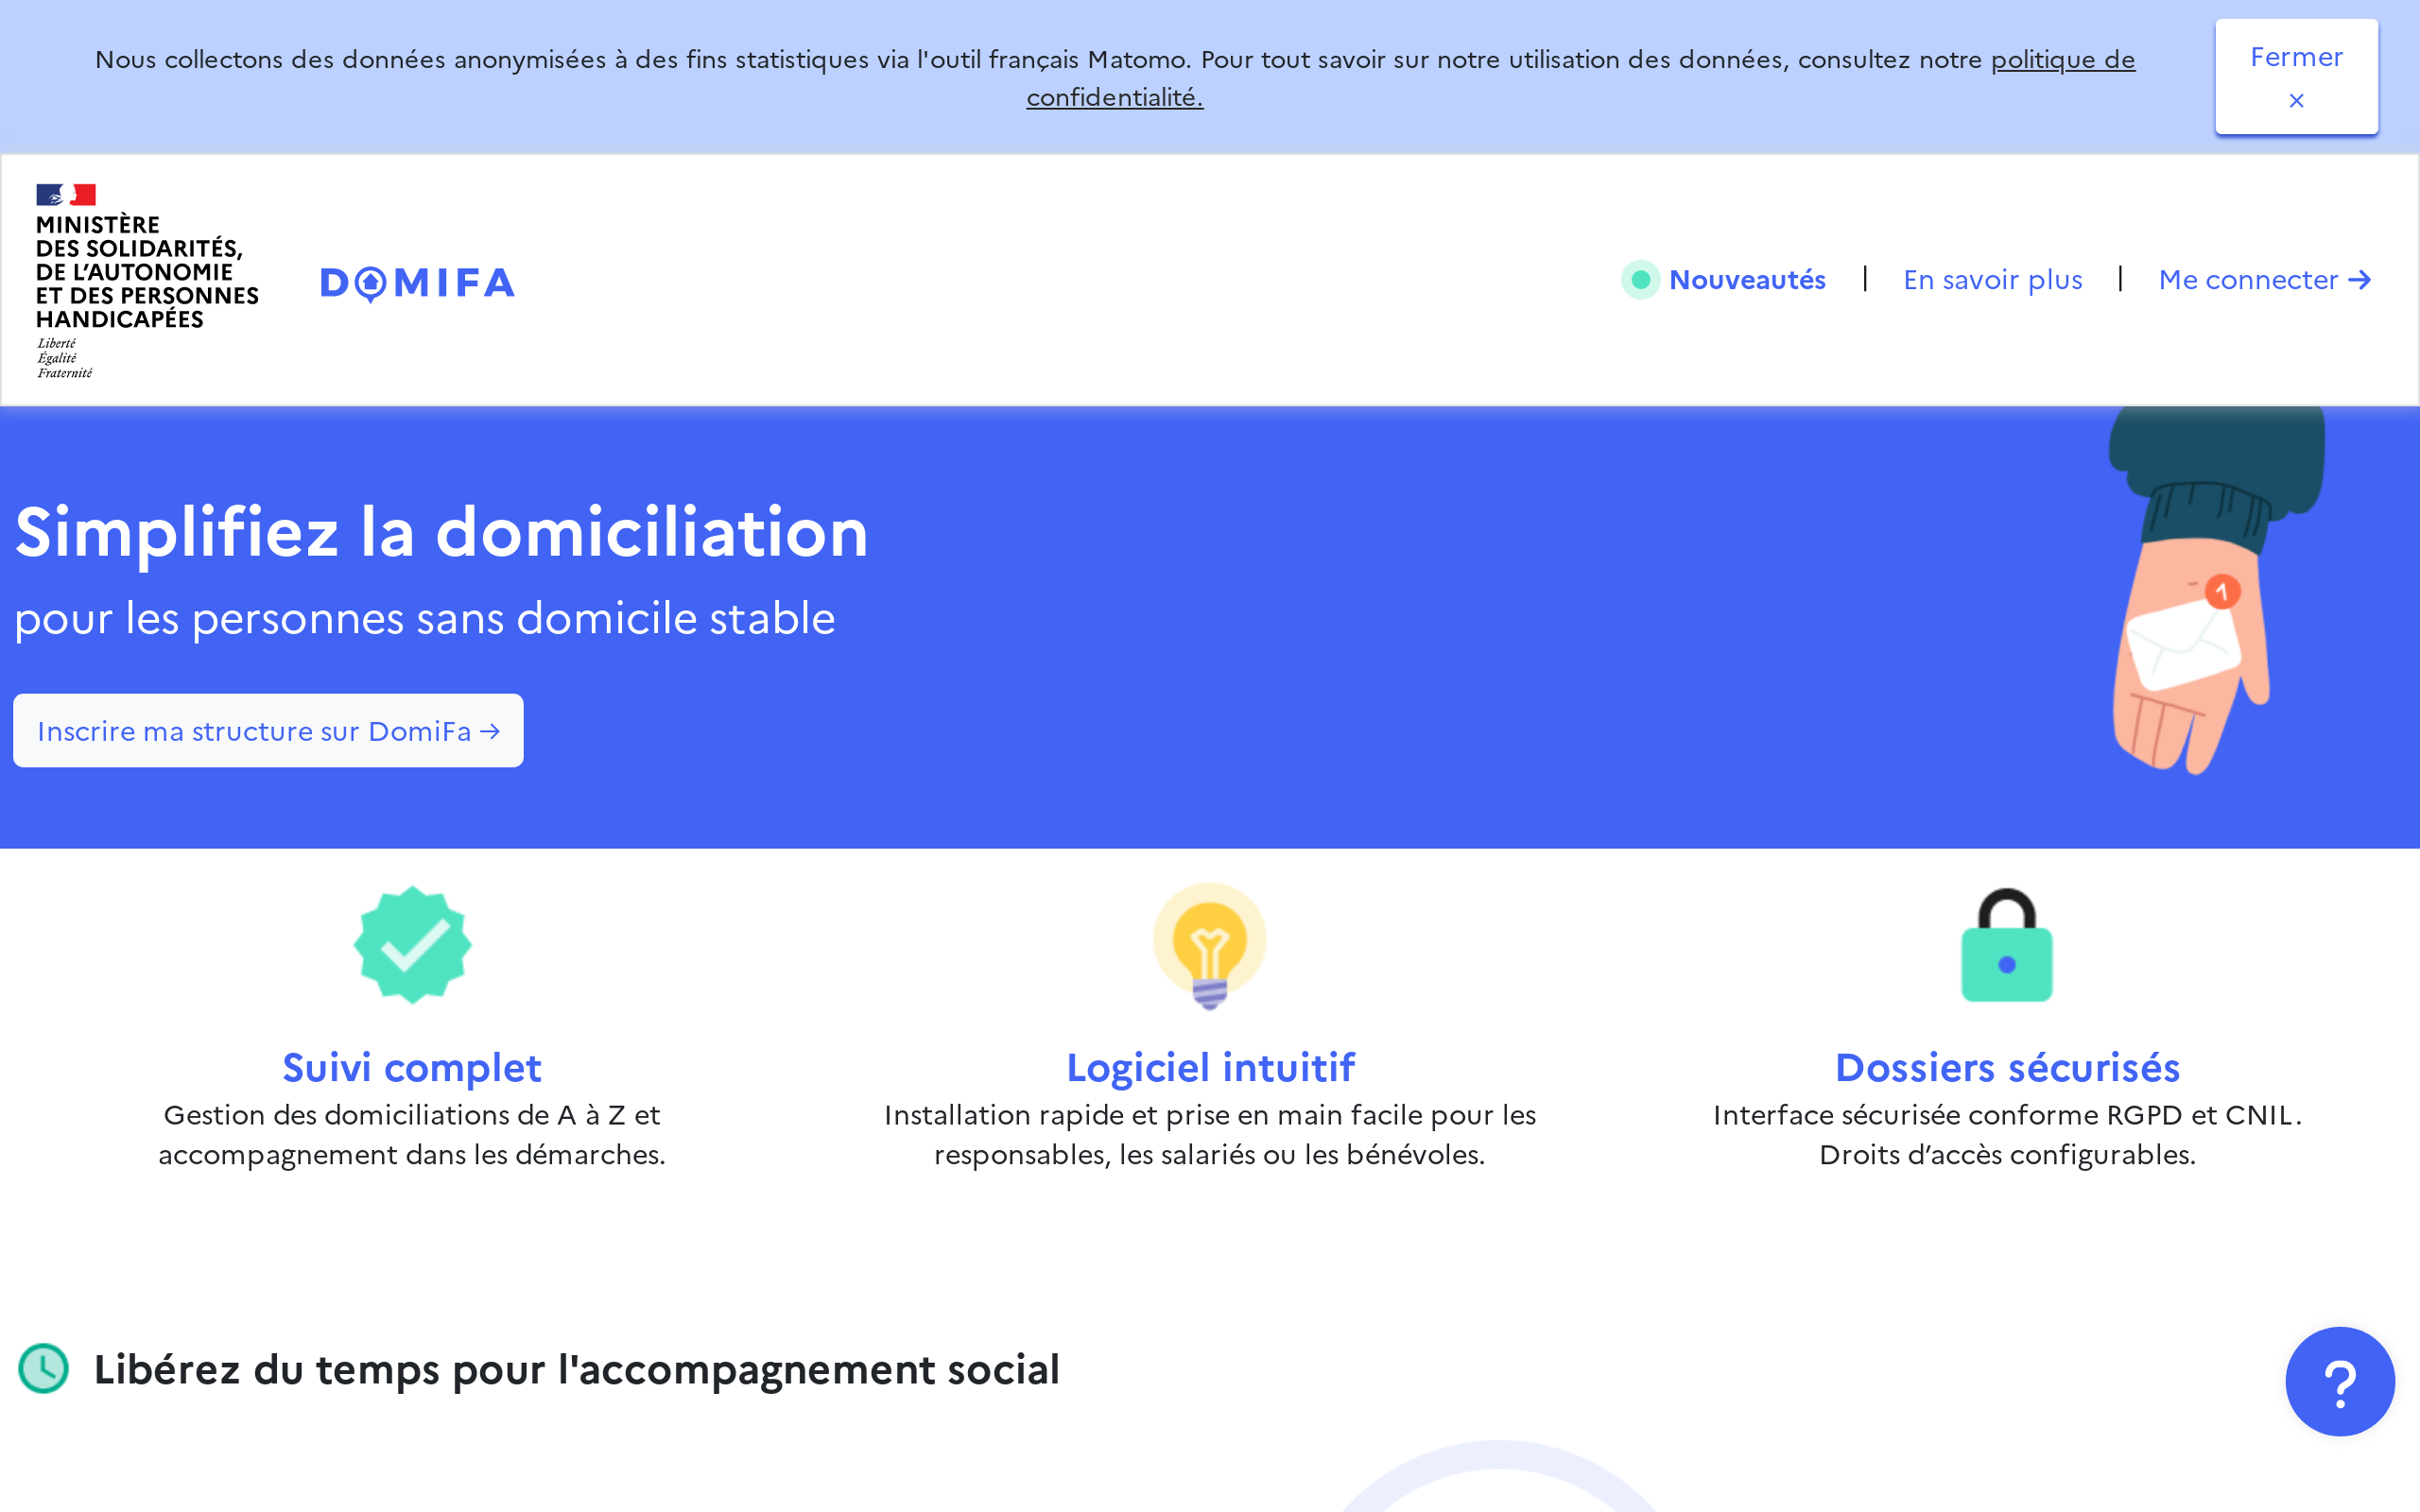 Nous collectons des données anonymisées à des fins statistiques via l'outil français Matomo. Pour tout savoir sur notre utilisation des données, consultez notre politique de
confidentialité.
Fermer
×
MINISTÈRE
DES SOLIDARITÉS,
DE L'AUTONOMIE
ET DES PERSONNES
HANDICAPÉES
Liberté
Égalité
Fraternité
DOMIFA
Nouveautés | En savoir plus | Me connecter →
Simplifiez la domiciliation
pour les personnes sans domicile stable
1
Inscrire ma structure sur DomiFa →
Suivi complet
Gestion des domiciliations de A à Z et
accompagnement dans les démarches.
Logiciel intuitif
Installation rapide et prise en main facile pour les
responsables, les salariés ou les bénévoles.
Dossiers sécurisés
Interface sécurisée conforme RGPD et CNIL.
Droits d’accès configurables.
Libérez du temps pour l'accompagnement social
?